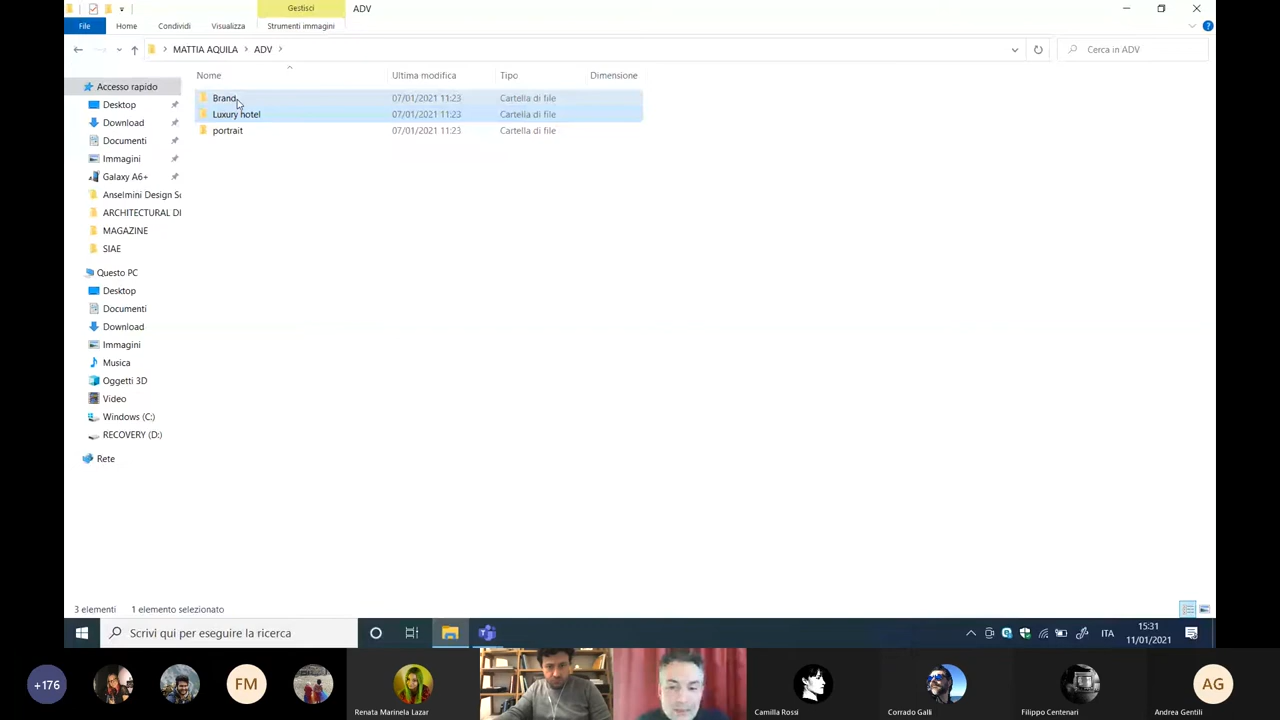 Gestisci
ADV
File
Home
Condividi
Visualizza
Strumenti immagini
MATTIA AQUILA
ADV
Cerca in ADV
Nome
Ultima modifica
Tipo
Dimensione
Accesso rapido
Desktop
Download
Documenti
Immagini
Galaxy A6+
Anselmini Design Sc
ARCHITECTURAL DI
MAGAZINE
SIAE
Questo PC
Desktop
Documenti
Download
Immagini
Musica
Oggetti 3D
Video
Windows (C:)
RECOVERY (D:)
Rete
Brand 07/01/2021 11:23 Cartella di file
Luxury hotel 07/01/2021 11:23 Cartella di file
portrait 07/01/2021 11:23 Cartella di file
3 elementi 1 elemento selezionato
Scrivi qui per eseguire la ricerca
ITA
15:31
11/01/2021
+176
FM
Renata Marinela Lazar
Camilla Rossi
Corrado Galli
Filippo Centenari
AG
Andrea Gentili